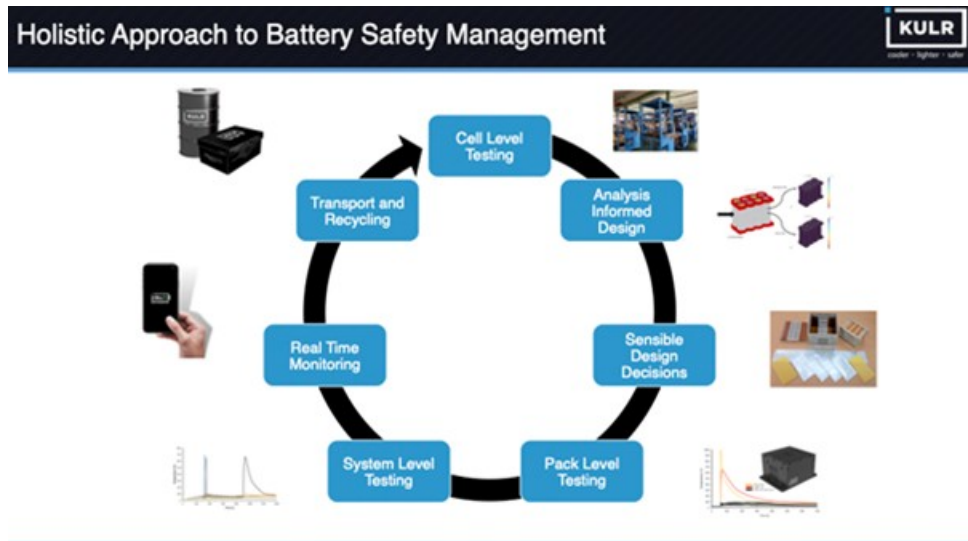 Holistic Approach to Battery Safety Management
KULR
cooler - lighter - safer
KULR
Cell Level
Testing
Analysis
Informed
Design
Sensible
Design
Decisions
Pack Level
Testing
System Level
Testing
Real Time
Monitoring
Transport and
Recycling